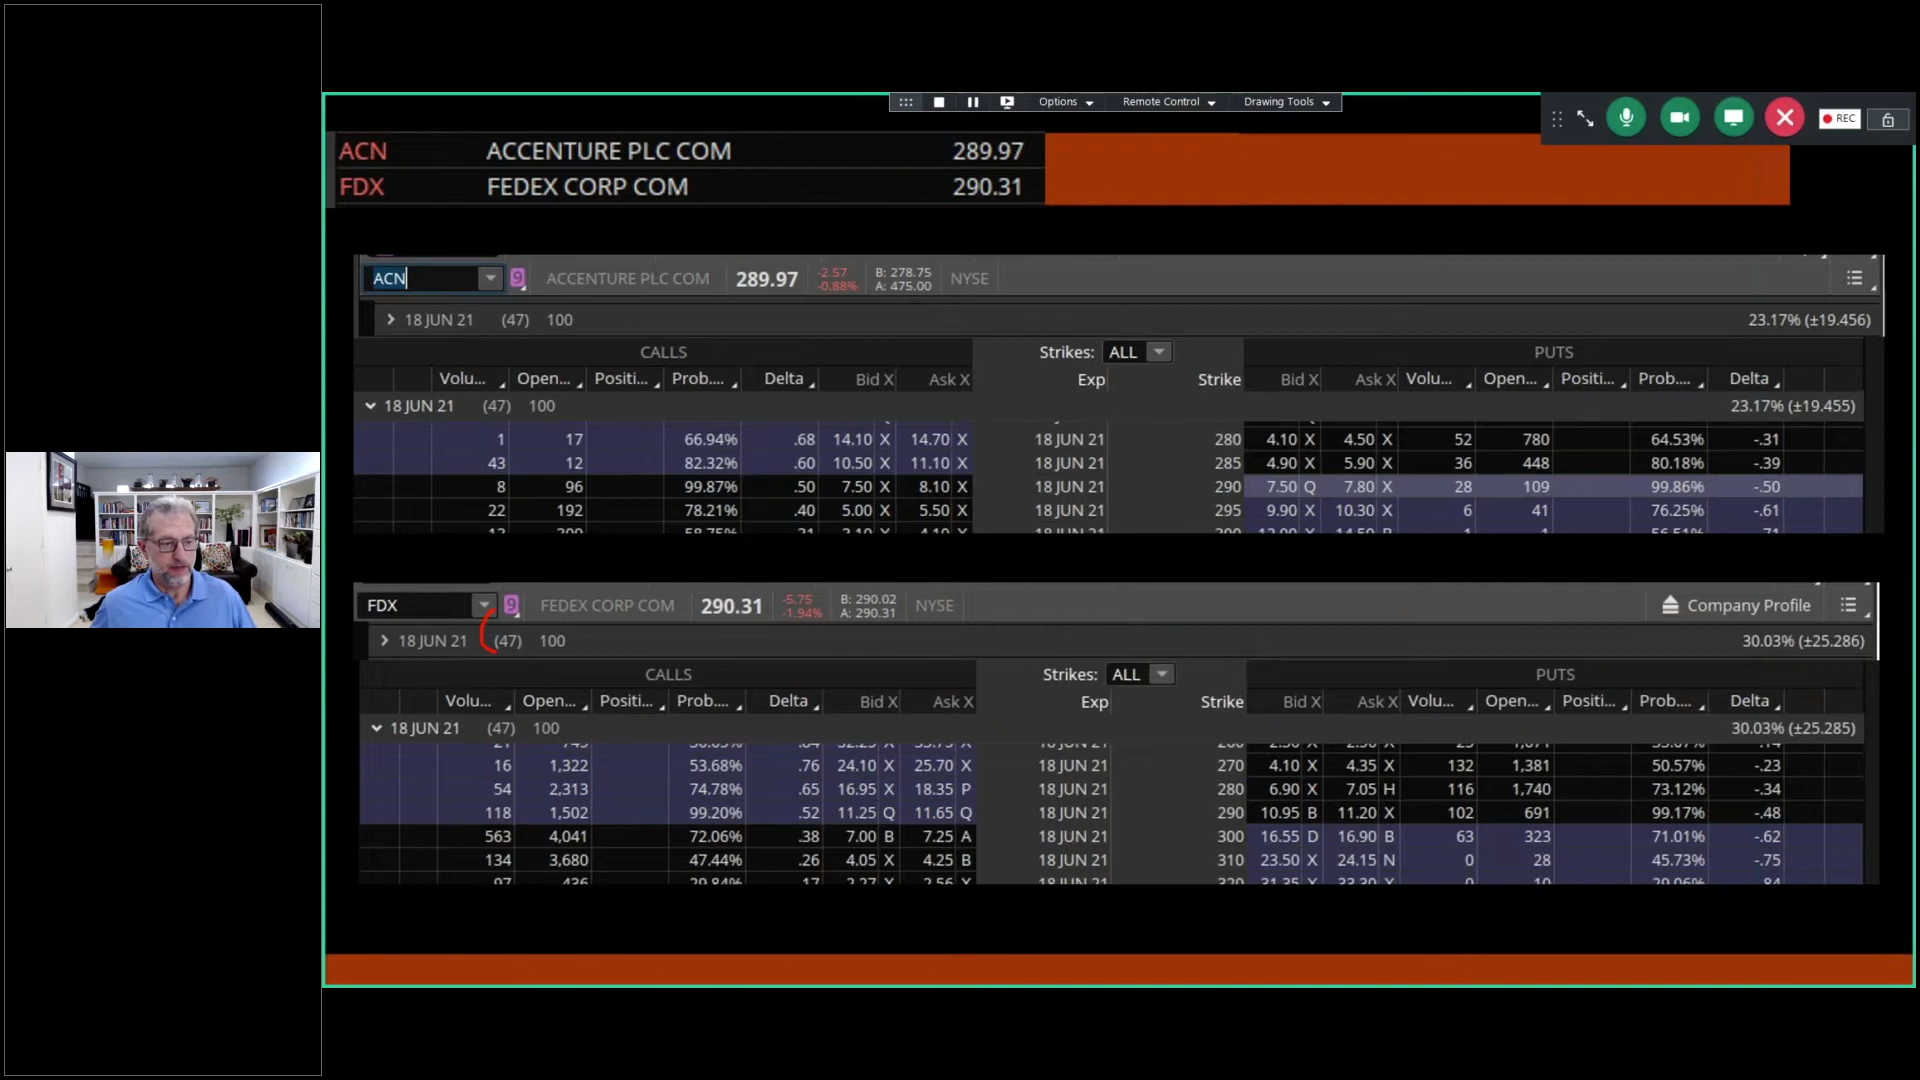 Options Remote Control Drawing Tools
REC
ACN ACCENTURE PLC COM 289.97
FDX FEDEX CORP COM 290.31
ACN 9 ACCENTURE PLC COM 289.97 -2.57 -0.88% B: 278.75 A: 475.00 NYSE
18 JUN 21 (47) 100 23.17% (±19.456)
CALLS Strikes: ALL PUTS
Volu... Open... Positi... Prob.... Delta Bid X Ask X Exp Strike Bid X Ask X Volu... Open... Positi... Prob.... Delta
18 JUN 21 (47) 100 23.17% (±19.455)
1 17 66.94% .68 14.10 X 14.70 X 18 JUN 21 280 4.10 X 4.50 X 52 780 64.53% -.31
43 12 82.32% .60 10.50 X 11.10 X 18 JUN 21 285 4.90 X 5.90 X 36 448 80.18% -.39
8 96 99.87% .50 7.50 X 8.10 X 18 JUN 21 290 7.50 Q 7.80 X 28 109 99.86% -.50
22 192 78.21% .40 5.00 X 5.50 X 18 JUN 21 295 9.90 X 10.30 X 6 41 76.25% -.61
FDX 9 FEDEX CORP COM 290.31 -5.75 -1.94% B: 290.02 A: 290.31 NYSE Company Profile
18 JUN 21 (47) 100 30.03% (±25.286)
CALLS Strikes: ALL PUTS
Volu... Open... Positi... Prob.... Delta Bid X Ask X Exp Strike Bid X Ask X Volu... Open... Positi... Prob.... Delta
18 JUN 21 (47) 100 30.03% (±25.285)
16 1,322 53.68% .76 24.10 X 25.70 X 18 JUN 21 270 4.10 X 4.35 X 132 1,381 50.57% -.23
54 2,313 74.78% .65 16.95 X 18.35 P 18 JUN 21 280 6.90 X 7.05 H 116 1,740 73.12% -.34
118 1,502 99.20% .52 11.25 Q 11.65 Q 18 JUN 21 290 10.95 B 11.20 X 102 691 99.17% -.48
563 4,041 72.06% .38 7.00 B 7.25 A 18 JUN 21 300 16.55 D 16.90 B 63 323 71.01% -.62
134 3,680 47.44% .26 4.05 X 4.25 B 18 JUN 21 310 23.50 X 24.15 N 0 28 45.73% -.75